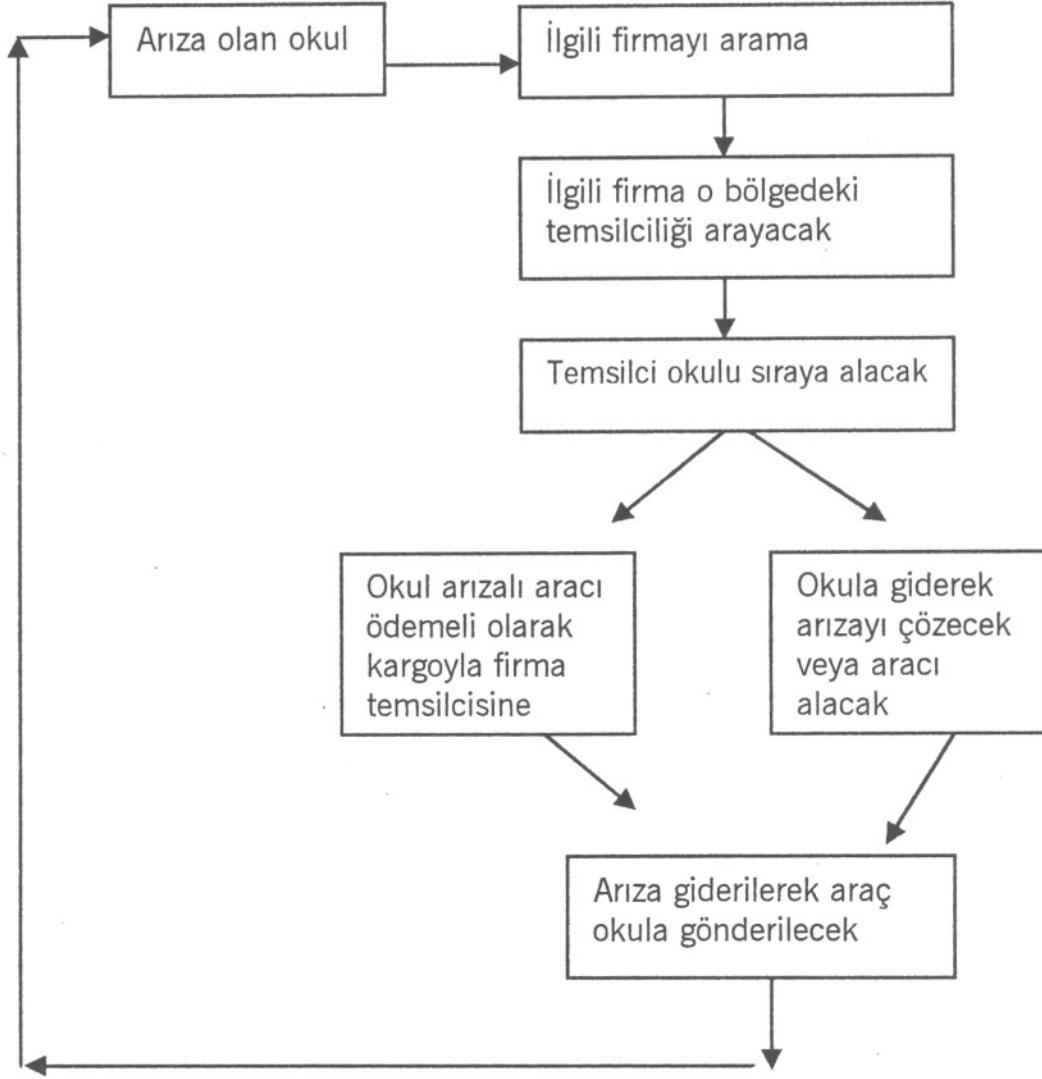 Arıza olan okul
İlgili firmayı arama
İlgili firma o bölgedeki
temsilciliği arayacak
Temsilci okulu sıraya alacak
Okul arızalı aracı
ödemeli olarak
kargoyla firma
temsilcisine
Okula giderek
arızayı çözecek
veya aracı
alacak
Arıza giderilerek araç
okula gönderilecek